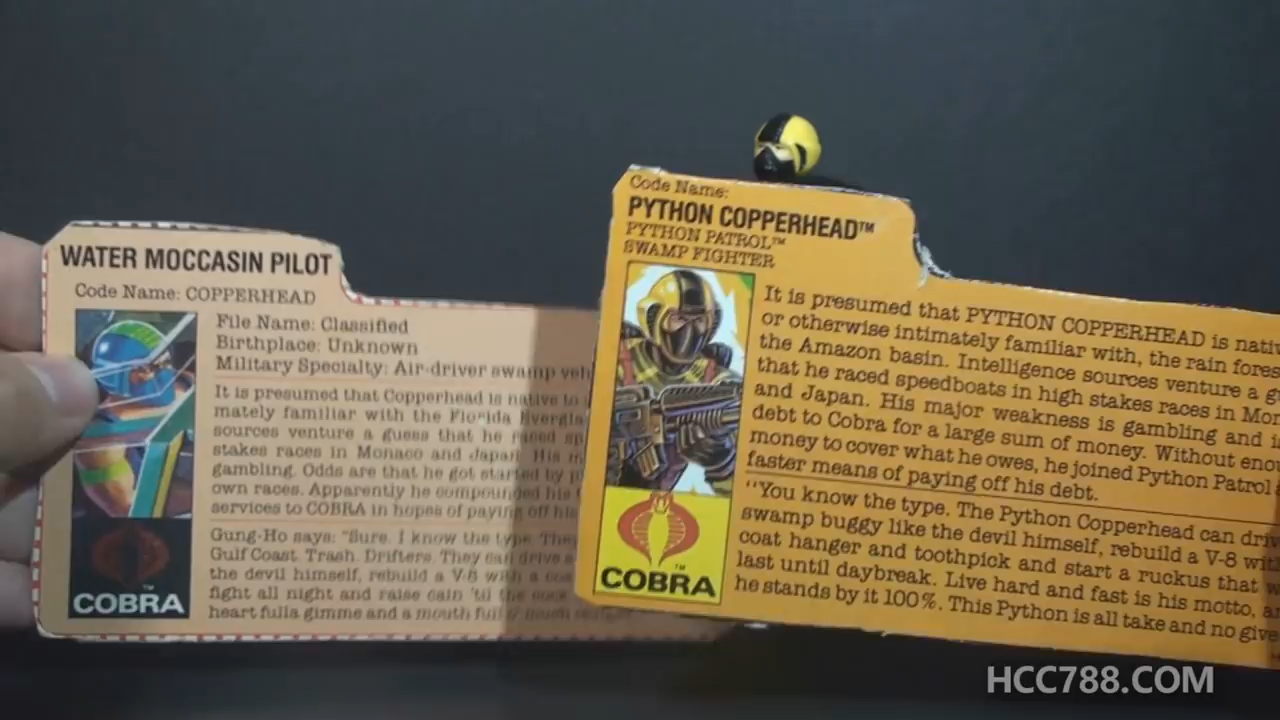 WATER MOCCASIN PILOT
Code Name: COPPERHEAD
File Name: Classified
Birthplace: Unknown
Military Specialty: Air-driver swamp veh
It is presumed that Copperhead is native to
mately familiar with the Florida Everg
sources venture a guess that he raced sp
stakes races in Monaco and Japan. His m
gambling. Odds are that he got started by p
own races. Apparently he compounded his
services to COBRA in hopes of paying off his
Gung-Ho says: "Sure. I know the type. They
Gulf Coast Trash. Drifters. They can drive a
the devil himself, rebuild a V-8 with a coa
fight all night and raise cain 'til the
heart fulla gimme and a mouth full much
COBRA
Code Name:
PYTHON COPPERHEAD™
PYTHON PATROL™
SWAMP FIGHTER
It is presumed that PYTHON COPPERHEAD is nativ
or otherwise intimately familiar with, the rain fores
the Amazon basin. Intelligence sources venture a g
that he raced speedboats in high stakes races in Mon
and Japan. His major weakness is gambling and i
debt to Cobra for a large sum of money. Without eno
money to cover what he owes, he joined Python Patrol
faster means of paying off his debt.
"You know the type. The Python Copperhead can driv
swamp buggy like the devil himself, rebuild a V-8 with
coat hanger and toothpick and start a ruckus that w
last until daybreak. Live hard and fast is his motto, a
he stands by it 100%. This Python is all take and no give
™
COBRA
HCC788.COM